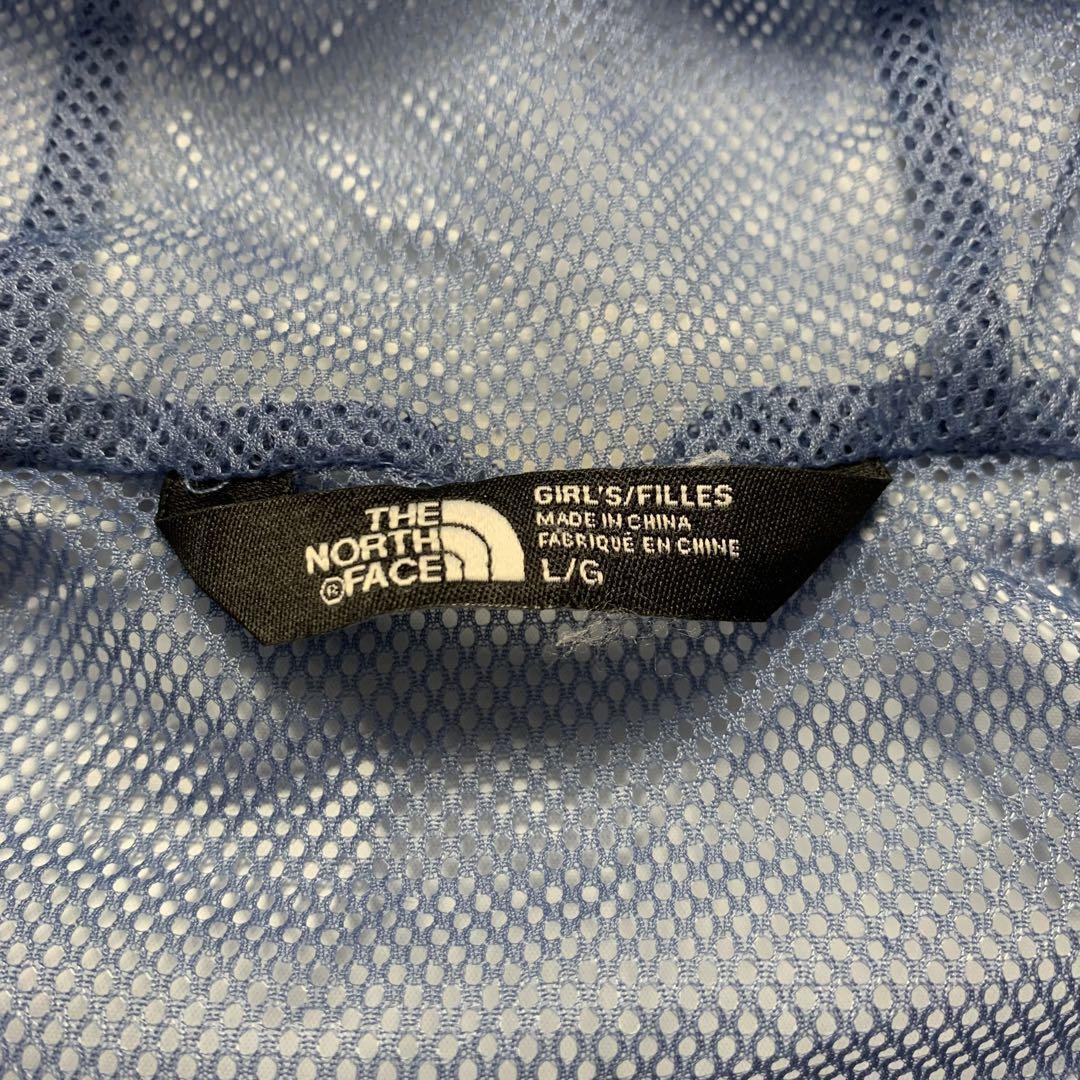 THE
NORTH
®FACE
GIRL'S/FILLES
MADE IN CHINA
FABRIQUÉ EN CHINE
L/G